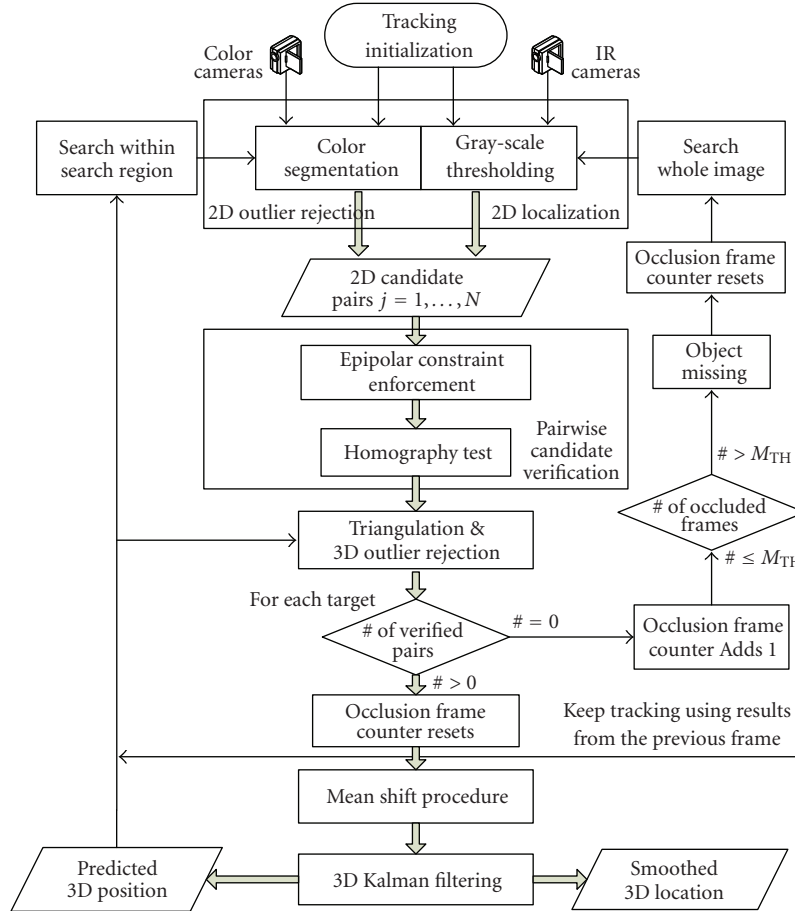 Tracking
initialization
Color
cameras
IR
cameras
Search within
search region
Color
segmentation
Gray-scale
thresholding
Search
whole image
2D outlier rejection
2D localization
2D candidate
pairs j = 1, . . . , N
Occlusion frame
counter resets
Epipolar constraint
enforcement
Object
missing
Homography test
Pairwise
candidate
verification
# > M_TH
# of occluded
frames
Triangulation &
3D outlier rejection
# ≤ M_TH
For each target
# of verified
pairs
# = 0
Occlusion frame
counter Adds 1
# > 0
Occlusion frame
counter resets
Keep tracking using results
from the previous frame
Mean shift procedure
Predicted
3D position
3D Kalman filtering
Smoothed
3D location